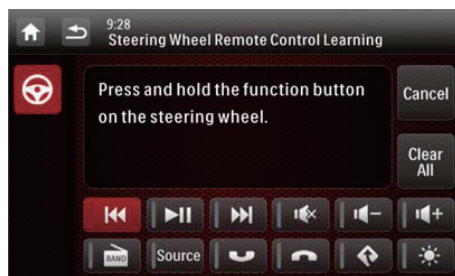 9:28
Steering Wheel Remote Control Learning
Press and hold the function button
on the steering wheel.
Cancel
Clear
All
BAND
Source